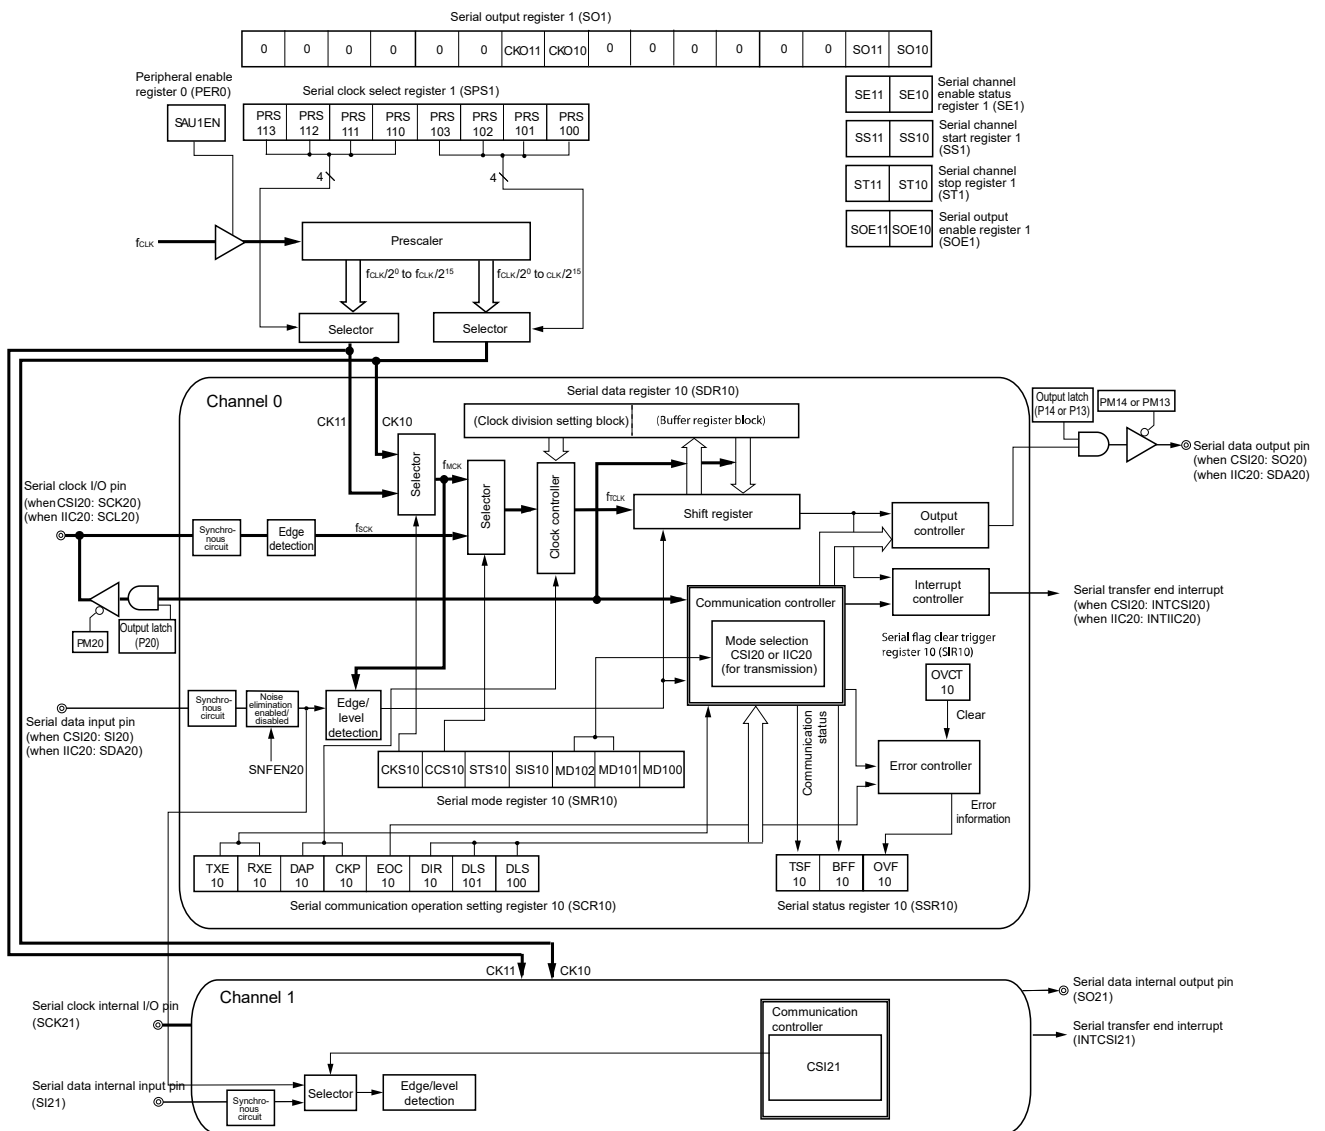 Serial output register 1 (SO1)
0 0 0 0 0 0 CKO11 CKO10 0 0 0 0 0 0 SO11 SO10
Peripheral enable
register 0 (PER0)
SAU1EN
Serial clock select register 1 (SPS1)
PRS
113
PRS
112
PRS
111
PRS
110
PRS
103
PRS
102
PRS
101
PRS
100
4
4
SE11 SE10
Serial channel
enable status
register 1 (SE1)
SS11 SS10
Serial channel
start register 1
(SS1)
ST11 ST10
Serial channel
stop register 1
(ST1)
SOE11 SOE10
Serial output
enable register 1
(SOE1)
fCLK
Prescaler
fCLK/2⁰ to fCLK/2¹⁵
fCLK/2⁰ to CLK/2¹⁵
Selector
Selector
Channel 0
CK11
CK10
Serial data register 10 (SDR10)
(Clock division setting block)
(Buffer register block)
Output latch
(P14 or P13)
PM14 or PM13
Serial data output pin
(when CSI20: SO20)
(when IIC20: SDA20)
Serial clock I/O pin
(when CSI20: SCK20)
(when IIC20: SCL20)
Selector
fMCK
Selector
Clock controller
fTCLK
Shift register
Output
controller
Synchro-
nous
circuit
Edge
detection
fSCK
Communication controller
Mode selection
CSI20 or IIC20
(for transmission)
Interrupt
controller
Serial transfer end interrupt
(when CSI20: INTCSI20)
(when IIC20: INTIIC20)
PM20
Output latch
(P20)
Serial flag clear trigger
register 10 (SIR10)
OVCT
10
Clear
Serial data input pin
(when CSI20: SI20)
(when IIC20: SDA20)
Synchro-
nous
circuit
Noise
elimination
enabled/
disabled
SNFEN20
Edge/
level
detection
Communication
status
Error controller
Error
information
CKS10 CCS10 STS10 SIS10 MD102 MD101 MD100
Serial mode register 10 (SMR10)
TXE
10
RXE
10
DAP
10
CKP
10
EOC
10
DIR
10
DLS
101
DLS
100
Serial communication operation setting register 10 (SCR10)
TSF
10
BFF
10
OVF
10
Serial status register 10 (SSR10)
CK11
CK10
Channel 1
Serial clock internal I/O pin
(SCK21)
Communication
controller
CSI21
Serial data internal output pin
(SO21)
Serial transfer end interrupt
(INTCSI21)
Serial data internal input pin
(SI21)
Synchro-
nous
circuit
Selector
Edge/level
detection